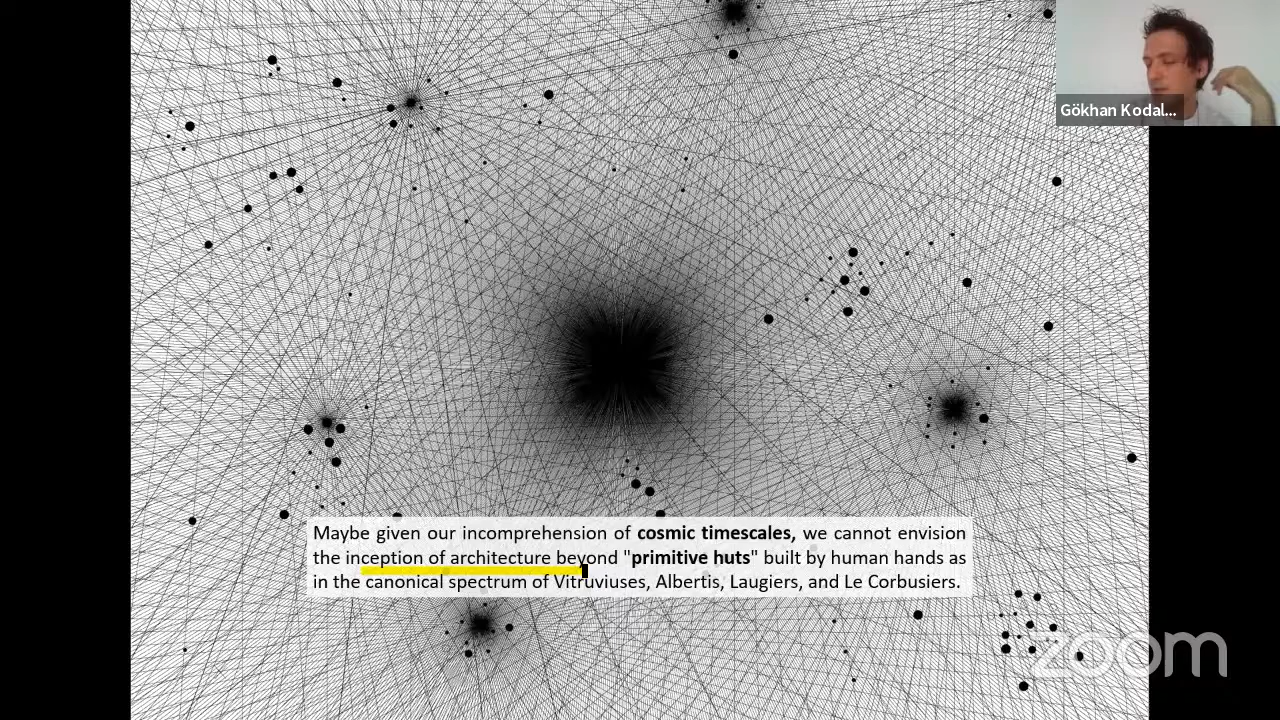 Gökhan Kodal...
Maybe given our incomprehension of cosmic timescales, we cannot envision
the inception of architecture beyond "primitive huts" built by human hands as
in the canonical spectrum of Vitruviuses, Albertis, Laugiers, and Le Corbusiers.
zoom